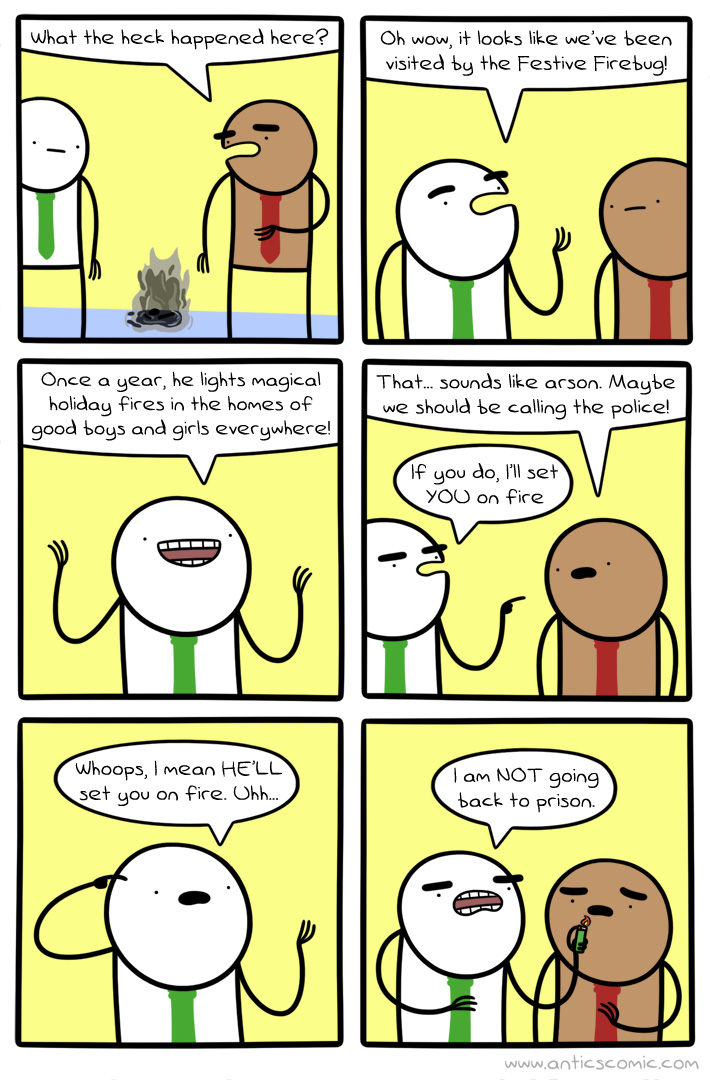 What the heck happened here?
Oh wow, it looks like we've been
visited by the Festive Firebug!
Once a year, he lights magical
holiday fires in the homes of
good boys and girls everywhere!
That... sounds like arson. Maybe
we should be calling the police!
If you do, I'll set
YOU on fire
Whoops, I mean HE'LL
set you on fire. Uhh...
I am NOT going
back to prison.
www.anticscomic.com